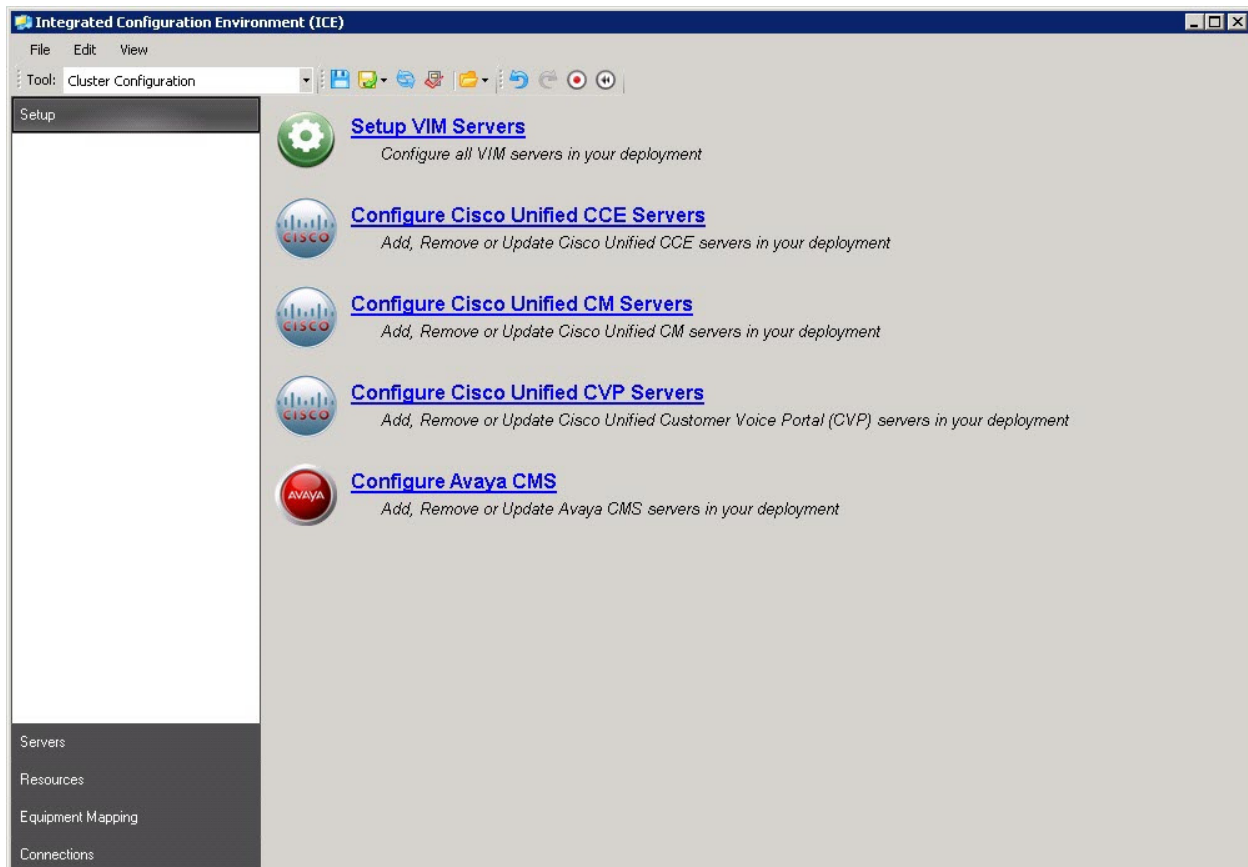 Integrated Configuration Environment (ICE)
File Edit View
Tool: Cluster Configuration
Setup
Setup VIM Servers
Configure all VIM servers in your deployment
CISCO
Configure Cisco Unified CCE Servers
Add, Remove or Update Cisco Unified CCE servers in your deployment
CISCO
Configure Cisco Unified CM Servers
Add, Remove or Update Cisco Unified CM servers in your deployment
CISCO
Configure Cisco Unified CVP Servers
Add, Remove or Update Cisco Unified Customer Voice Portal (CVP) servers in your deployment
AVAYA
Configure Avaya CMS
Add, Remove or Update Avaya CMS servers in your deployment
Servers
Resources
Equipment Mapping
Connections